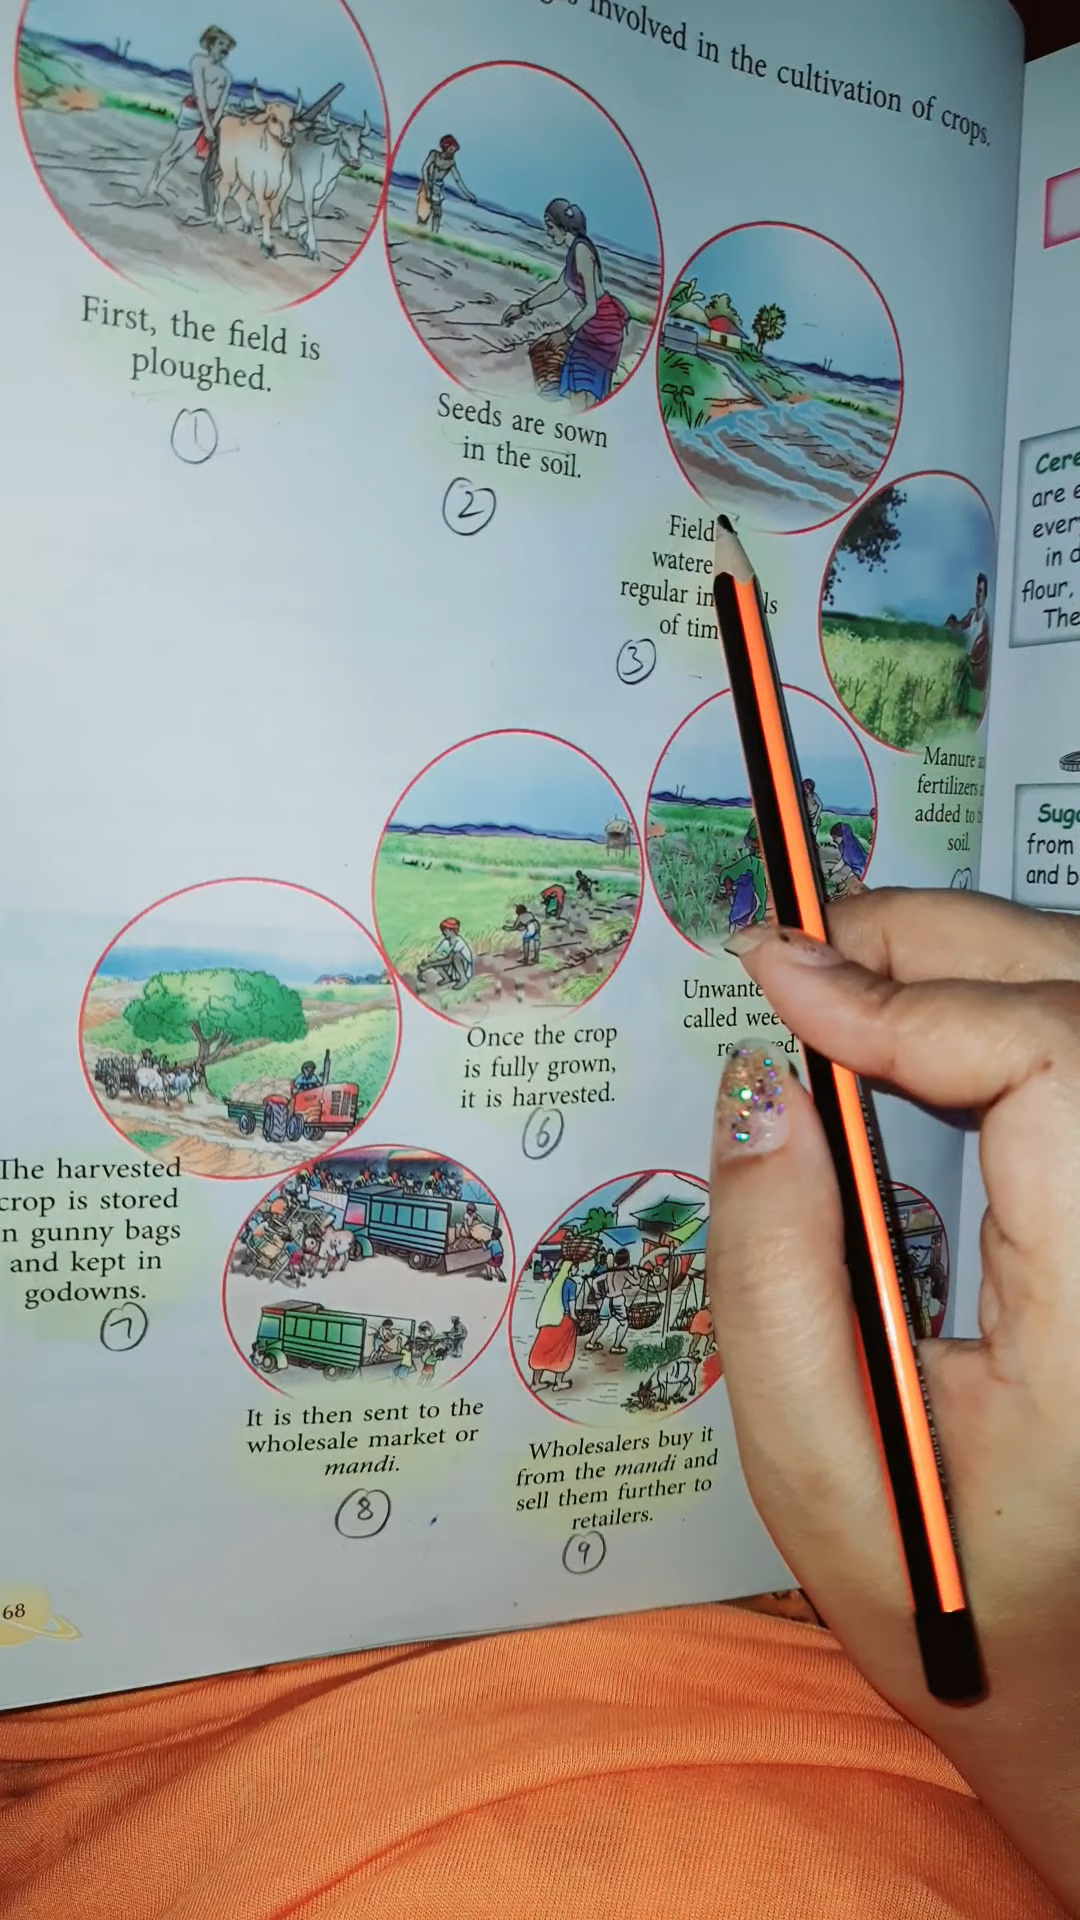 involved in the cultivation of crops.
First, the field is
ploughed.
1
Seeds are sown
in the soil.
2
Field
regular
of
3
Manure
fertilizers
added to
soil.
called
Once the crop
is fully grown,
it is harvested.
6
The harvested
crop is stored
in gunny bags
and kept in
godowns.
7
It is then sent to the
wholesale market or
mandi.
8
Wholesalers buy it
from the mandi and
sell them further to
retailers.
9
68
are
in
flour,
The
from
and